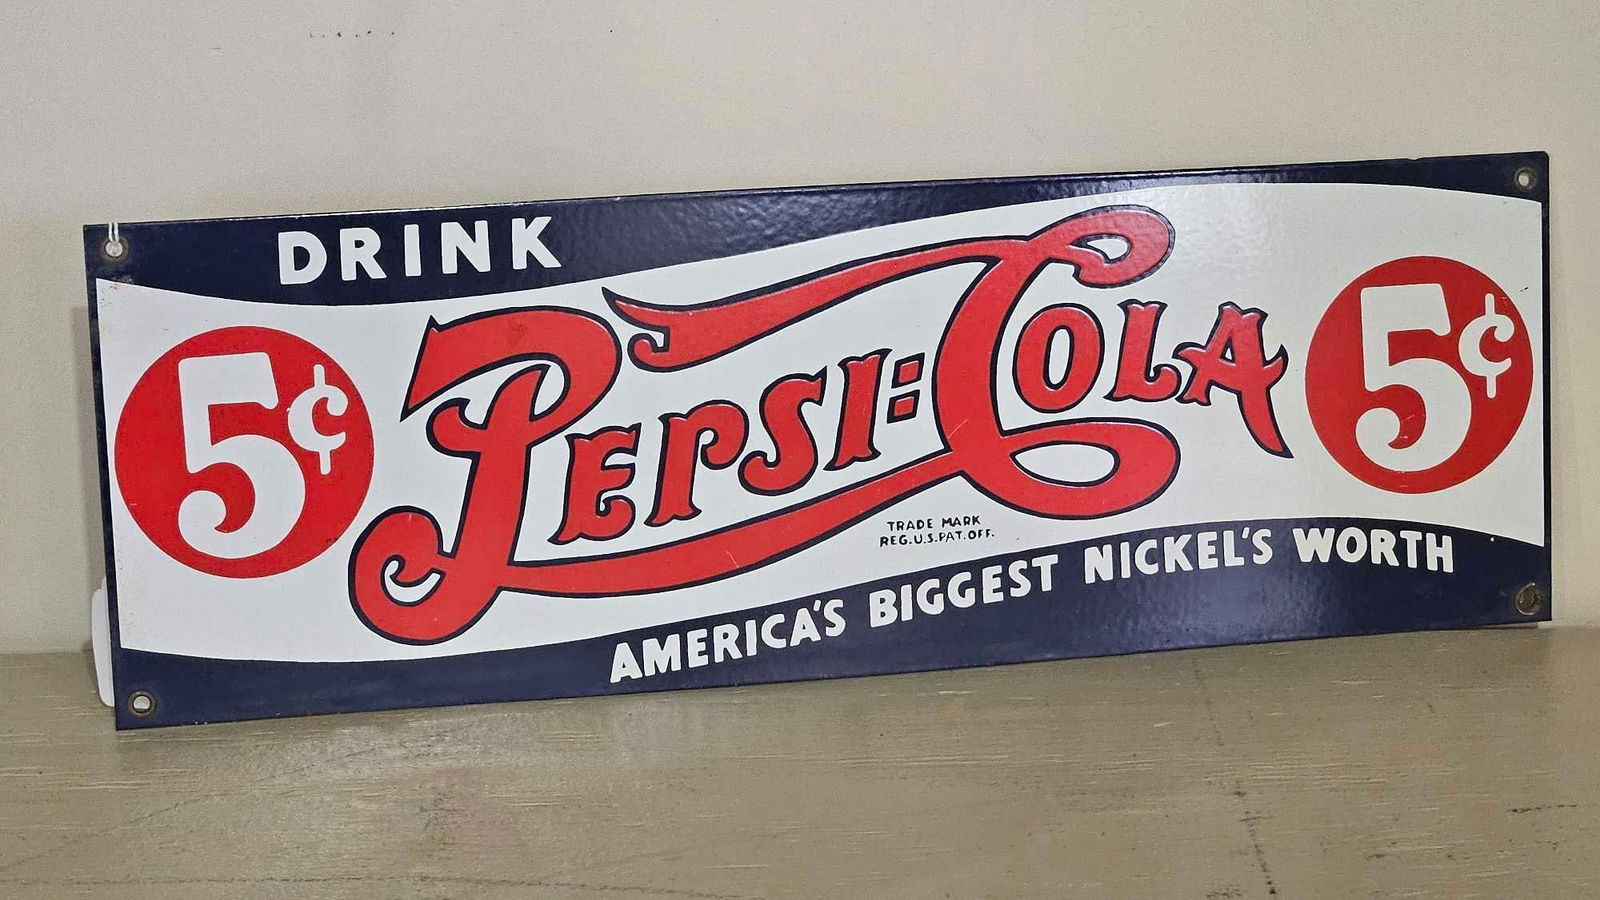 DRINK
5¢
PEPSI:COLA
5¢
TRADE MARK
REG.U.S.PAT.OFF.
AMERICA'S BIGGEST NICKEL'S WORTH